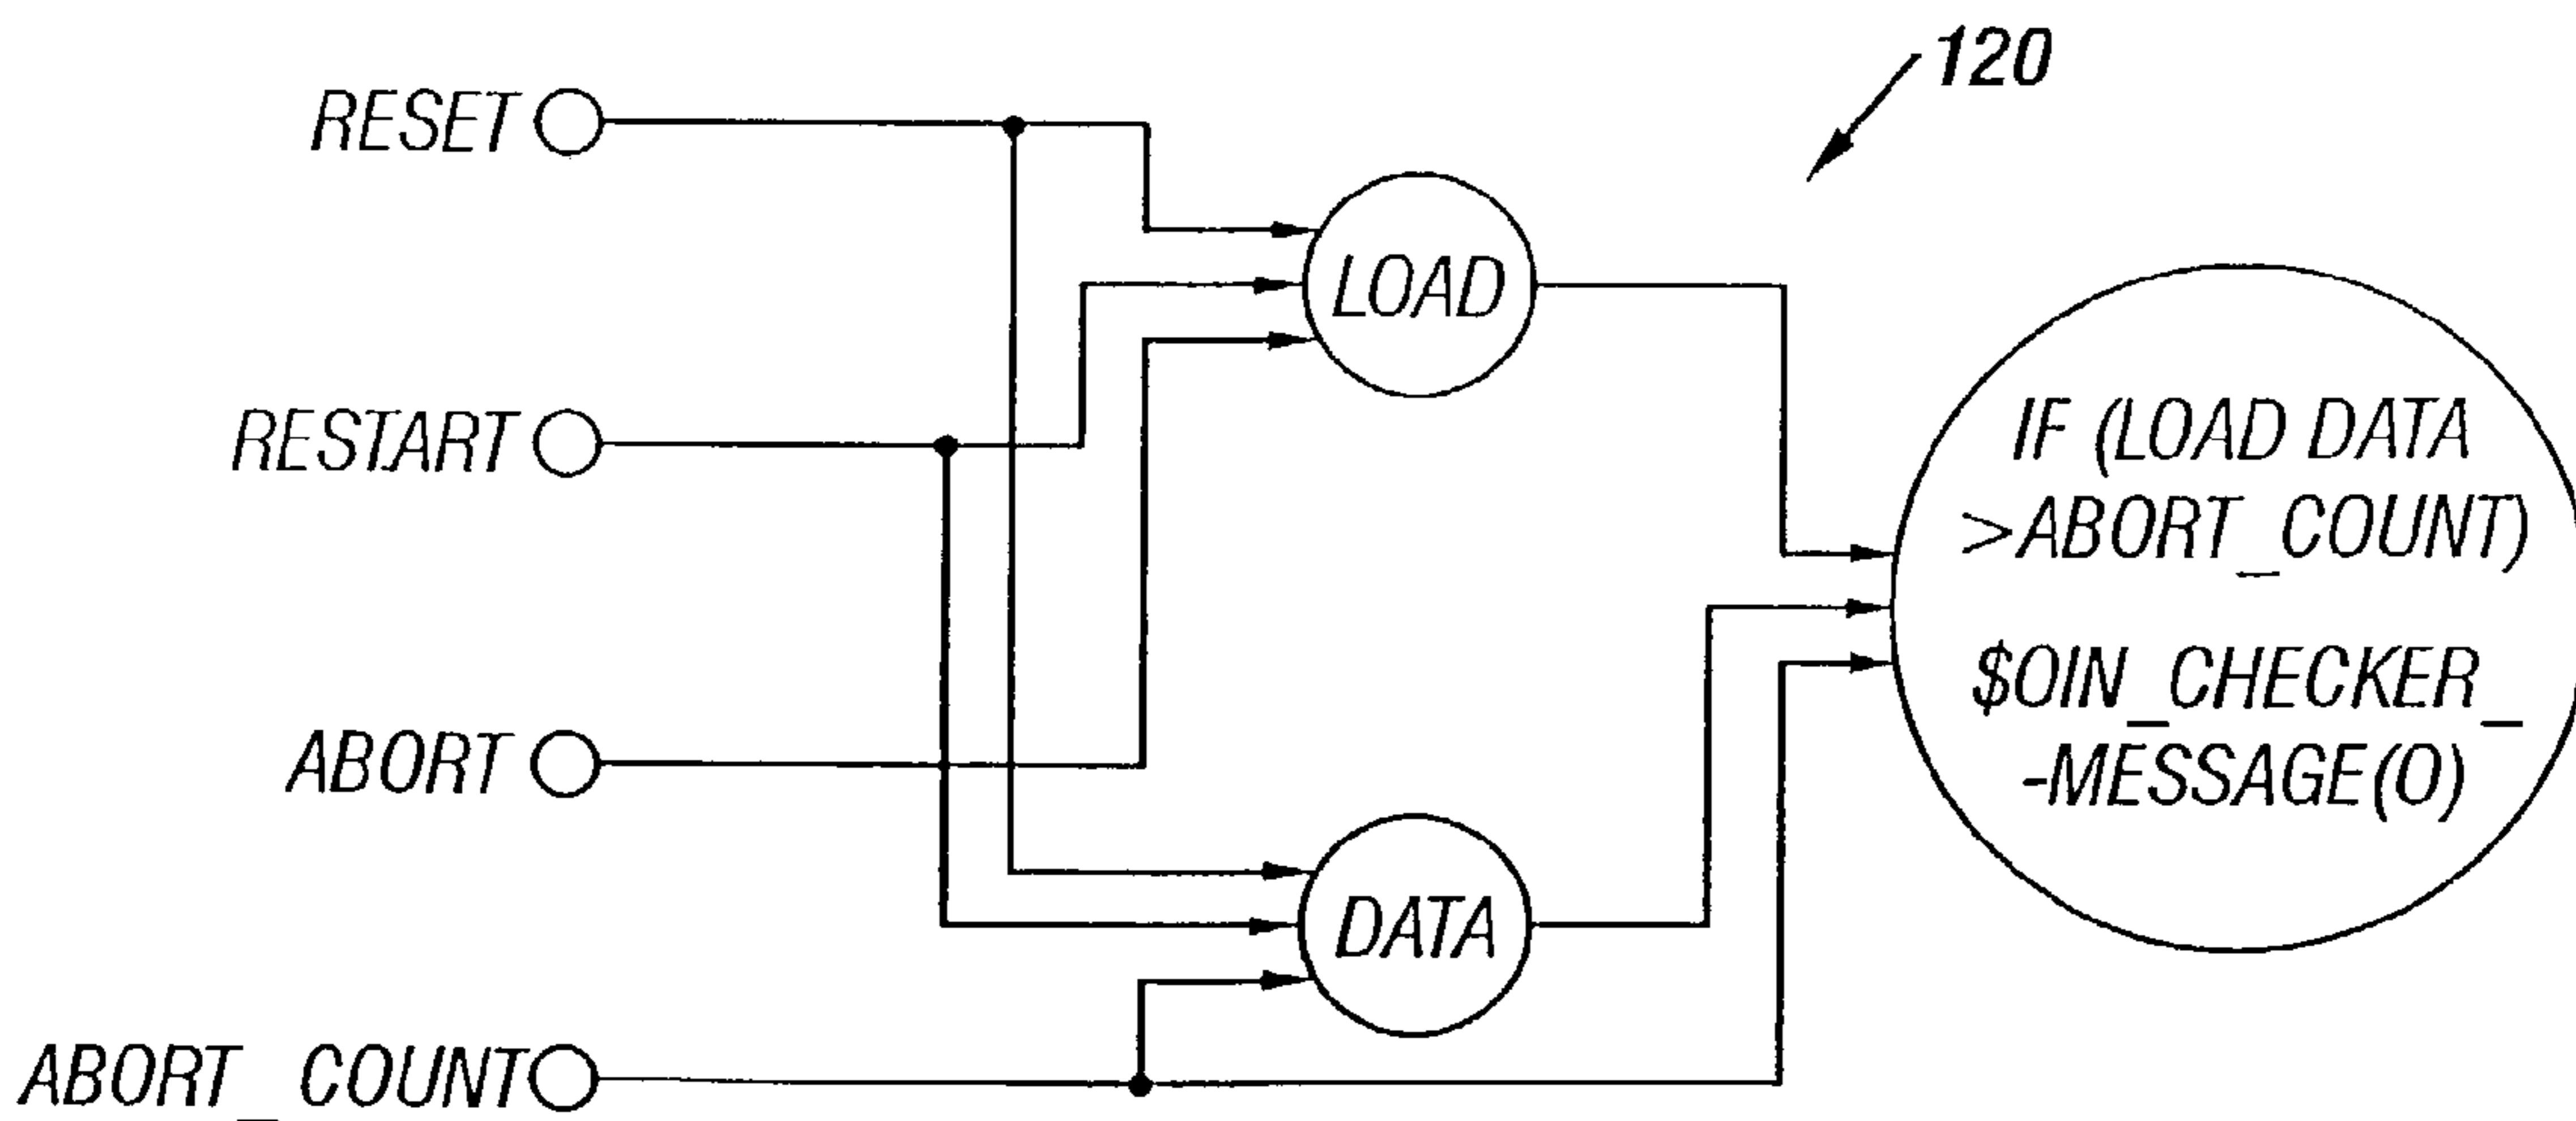 120
RESET
LOAD
RESTART
IF (LOAD DATA
>ABORT_COUNT)
$OIN_CHECKER_
-MESSAGE(0)
ABORT
DATA
ABORT_COUNT